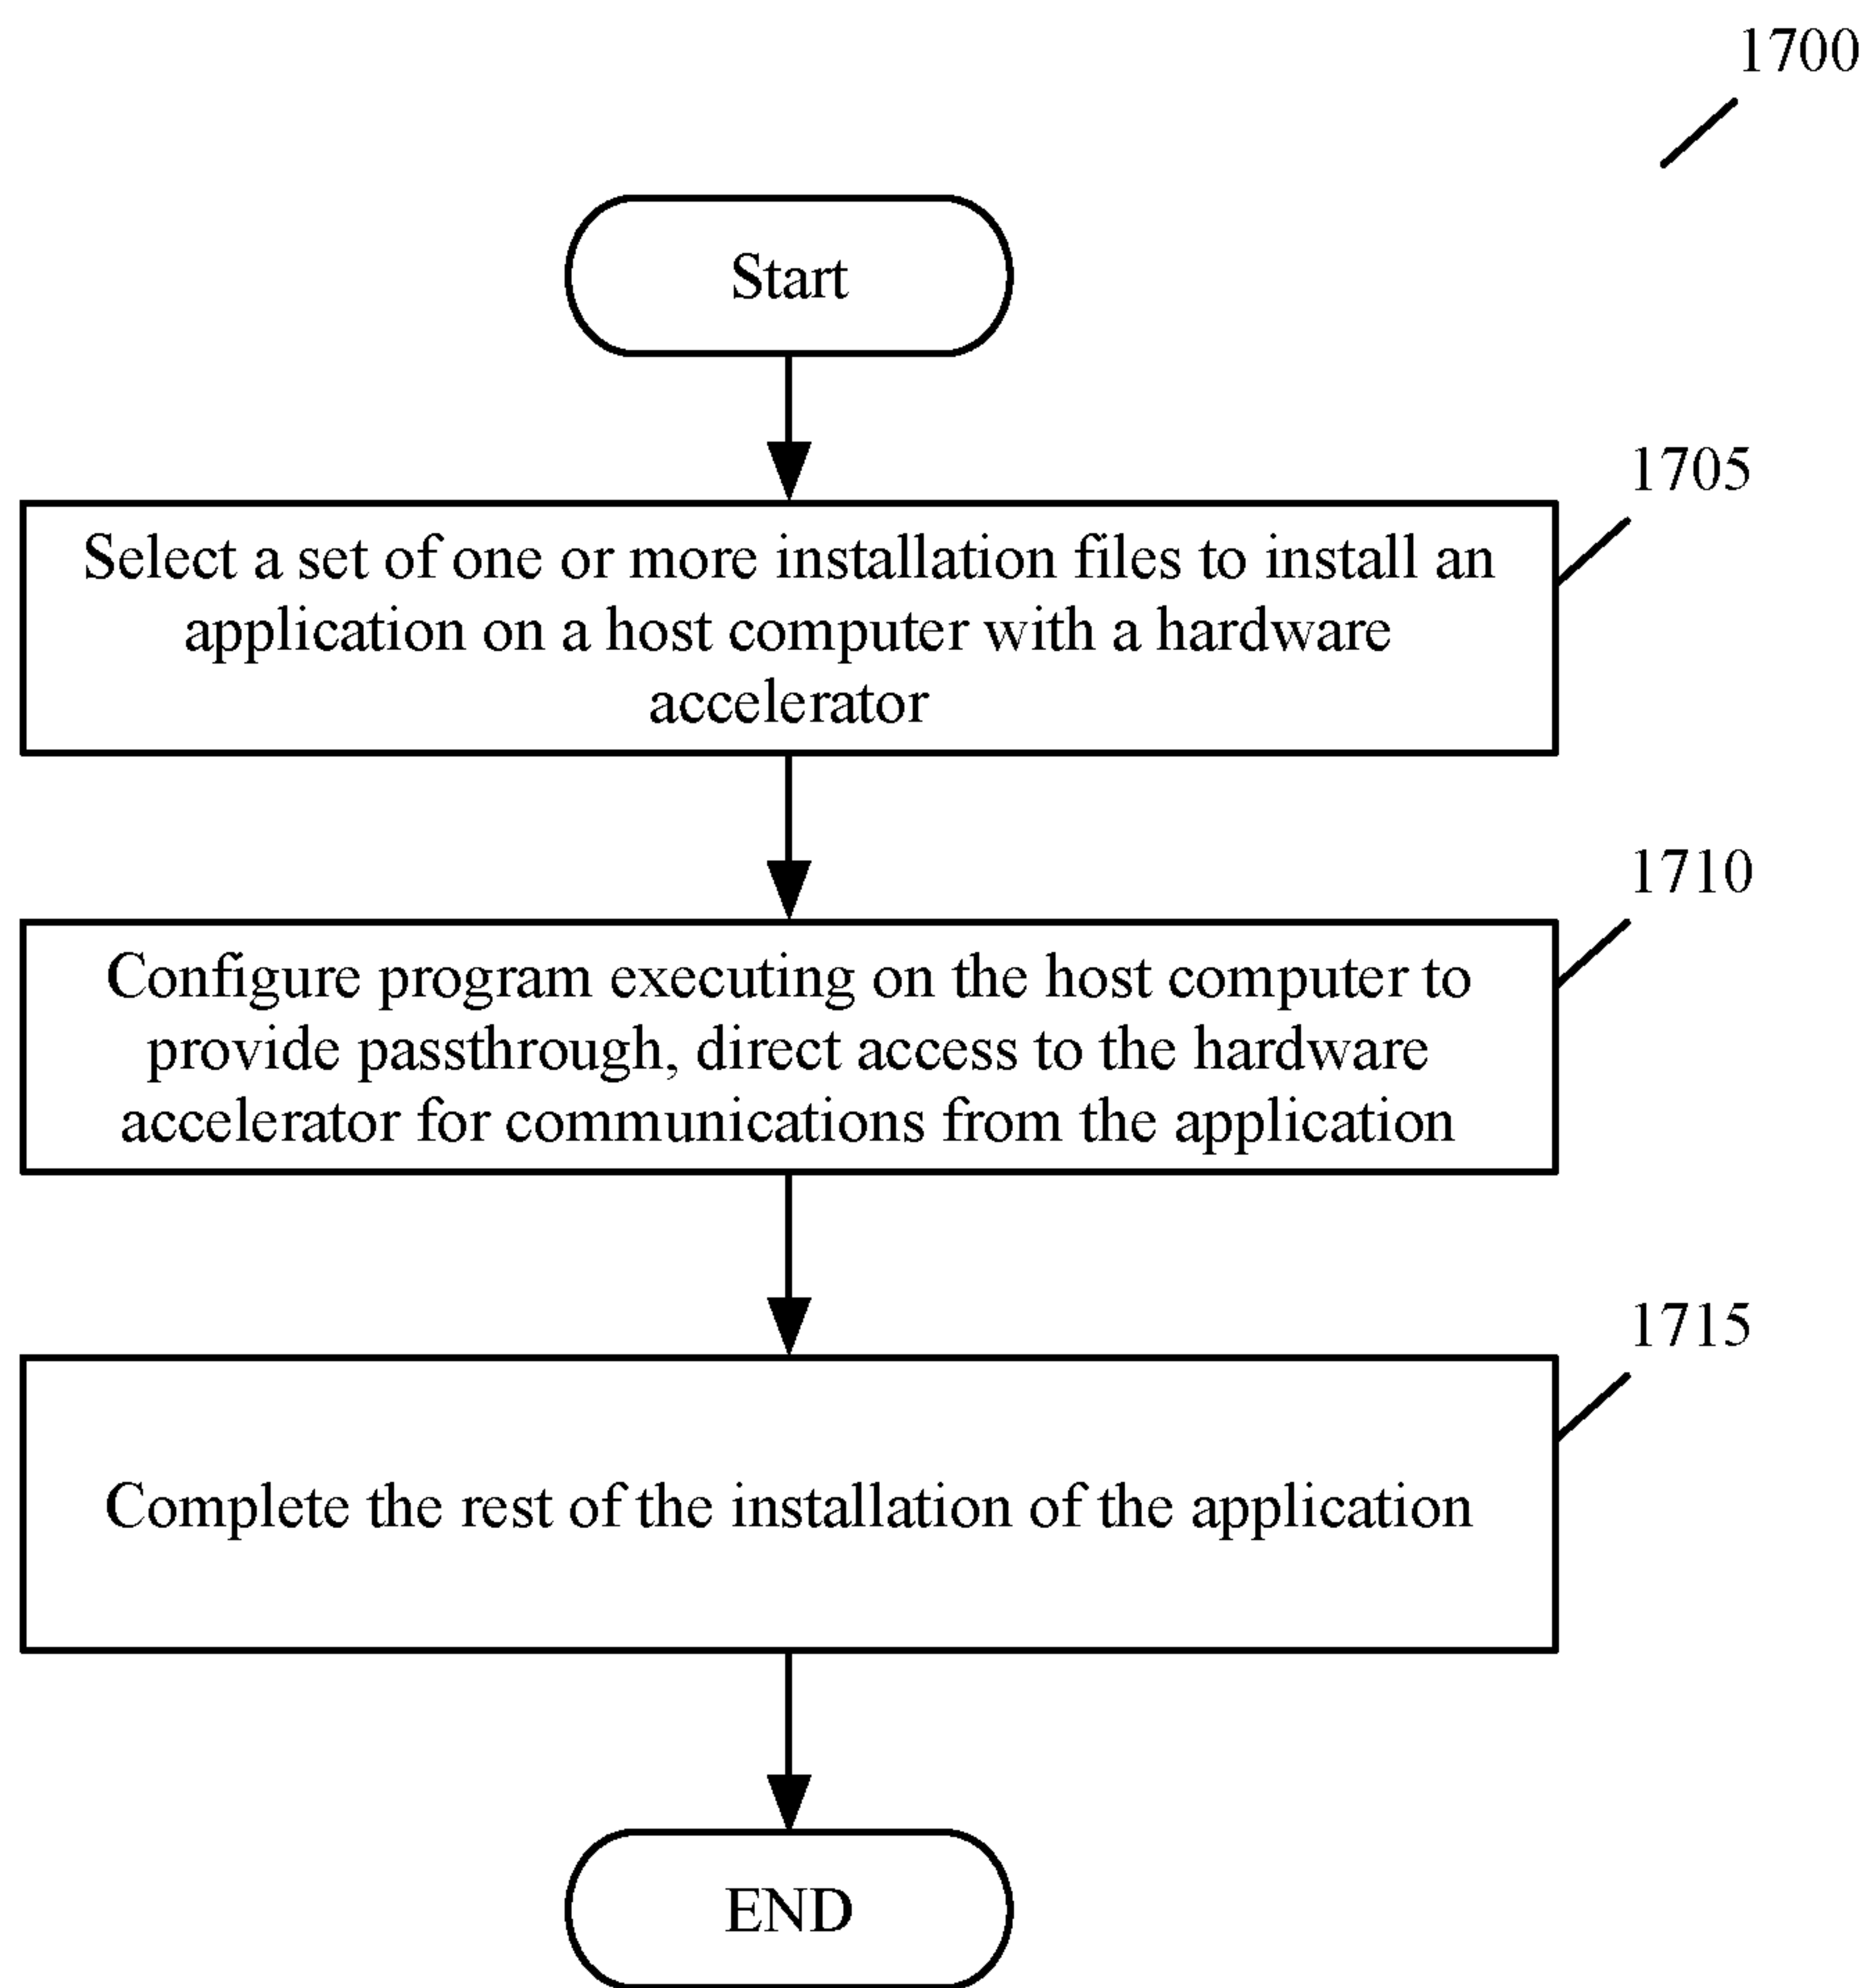 1700
Start
1705
Select a set of one or more installation files to install an
application on a host computer with a hardware
accelerator
1710
Configure program executing on the host computer to
provide passthrough, direct access to the hardware
accelerator for communications from the application
1715
Complete the rest of the installation of the application
END